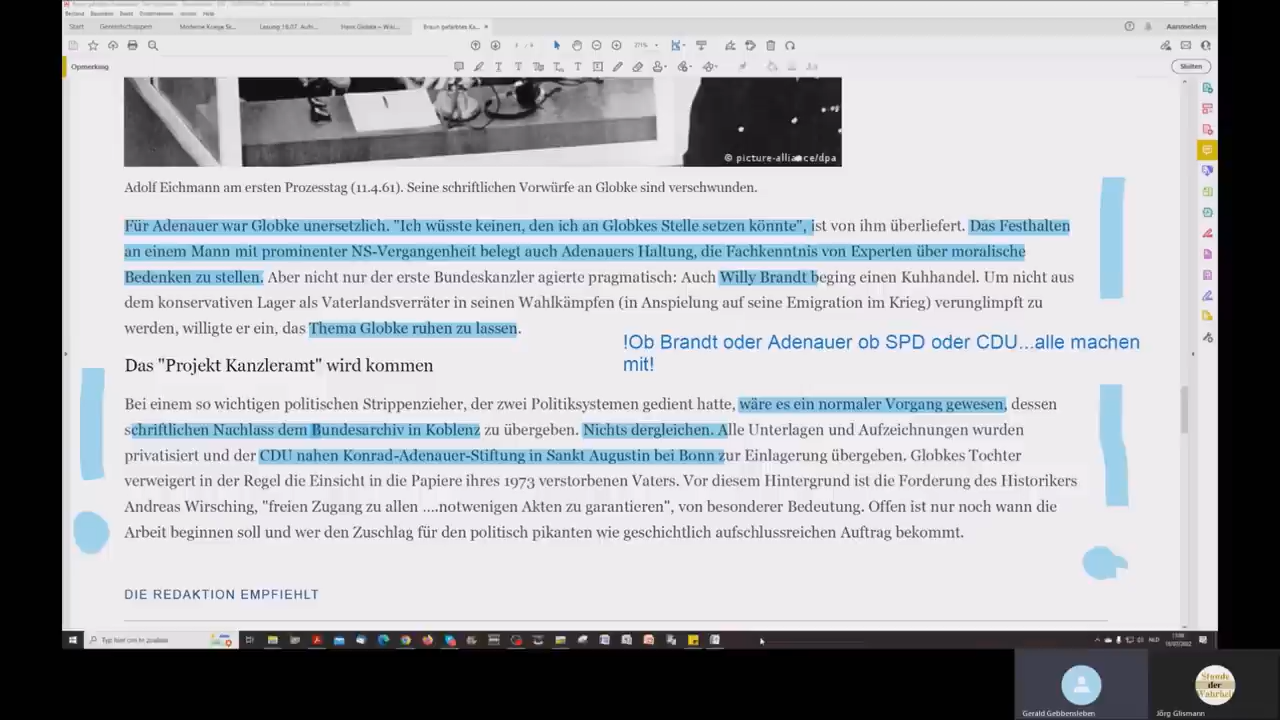 Start
Aanmelden
Opmerking
Sluiten
© picture-alliance/dpa
Adolf Eichmann am ersten Prozesstag (11.4.61). Seine schriftlichen Vorwürfe an Globke sind verschwunden.
Für Adenauer war Globke unersetzlich. "Ich wüsste keinen, den ich an Globkes Stelle setzen könnte", ist von ihm überliefert. Das Festhalten
an einem Mann mit prominenter NS-Vergangenheit belegt auch Adenauers Haltung, die Fachkenntnis von Experten über moralische
Bedenken zu stellen. Aber nicht nur der erste Bundeskanzler agierte pragmatisch: Auch Willy Brandt beging einen Kuhhandel. Um nicht aus
dem konservativen Lager als Vaterlandsverräter in seinen Wahlkämpfen (in Anspielung auf seine Emigration im Krieg) verunglimpft zu
werden, willigte er ein, das Thema Globke ruhen zu lassen.
!Ob Brandt oder Adenauer ob SPD oder CDU...alle machen
mit!
Das "Projekt Kanzleramt" wird kommen
Bei einem so wichtigen politischen Strippenzieher, der zwei Politiksystemen gedient hatte, wäre es ein normaler Vorgang gewesen, dessen
schriftlichen Nachlass dem Bundesarchiv in Koblenz zu übergeben. Nichts dergleichen. Alle Unterlagen und Aufzeichnungen wurden
privatisiert und der CDU nahen Konrad-Adenauer-Stiftung in Sankt Augustin bei Bonn zur Einlagerung übergeben. Globkes Tochter
verweigert in der Regel die Einsicht in die Papiere ihres 1973 verstorbenen Vaters. Vor diesem Hintergrund ist die Forderung des Historikers
Andreas Wirsching, "freien Zugang zu allen ....notwenigen Akten zu garantieren", von besonderer Bedeutung. Offen ist nur noch wann die
Arbeit beginnen soll und wer den Zuschlag für den politisch pikanten wie geschichtlich aufschlussreichen Auftrag bekommt.
DIE REDAKTION EMPFIEHLT
Typ hier om te zoeken
NLD
Stunde
der
Wahrheit
Gerald Gebbensleben
Jörg Glismann